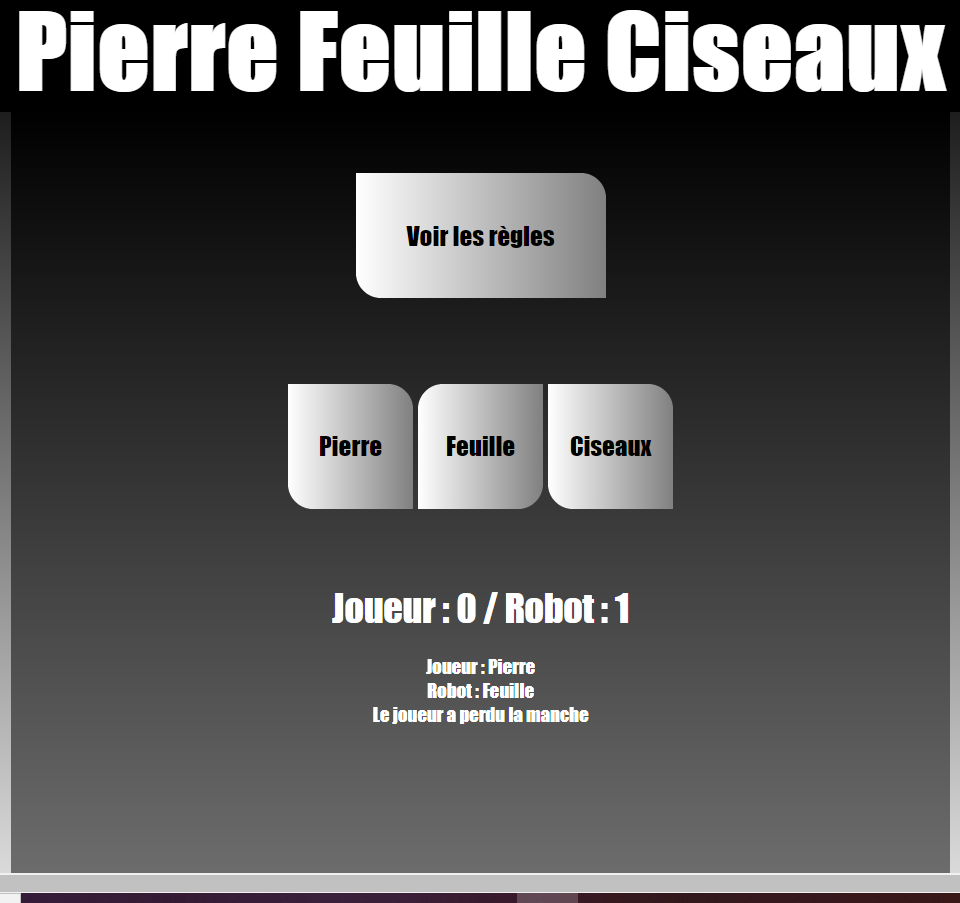 Pierre Feuille Ciseaux
Voir les règles
Pierre
Feuille
Ciseaux
Joueur : 0 / Robot : 1
Joueur : Pierre
Robot : Feuille
Le joueur a perdu la manche